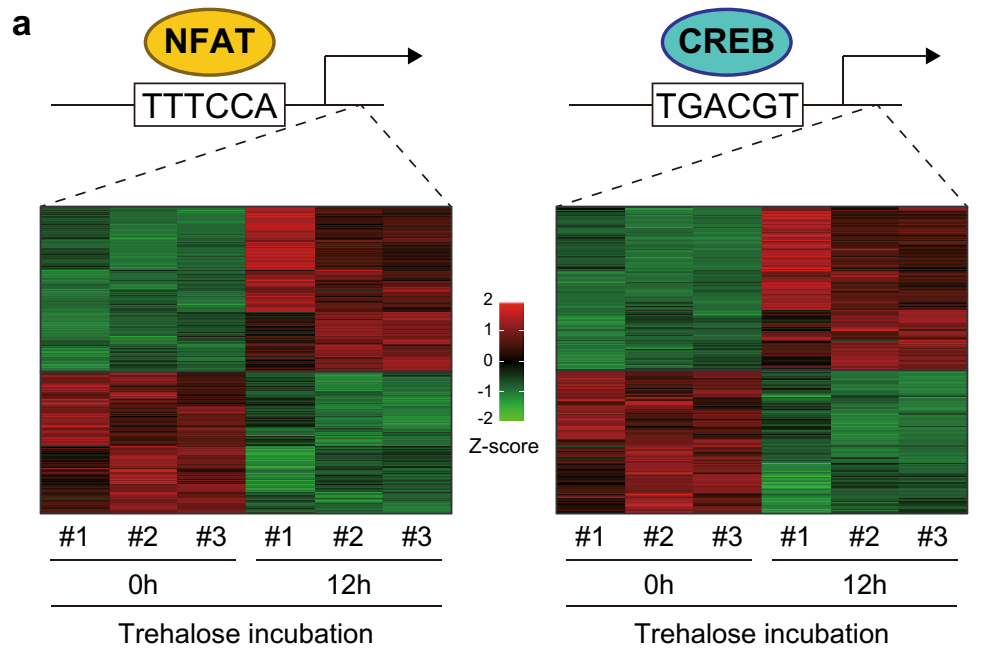 a
NFAT
TTTCCA
CREB
TGACGT
2
1
0
-1
-2
Z-score
#1 #2 #3 #1 #2 #3
0h 12h
Trehalose incubation
#1 #2 #3 #1 #2 #3
0h 12h
Trehalose incubation